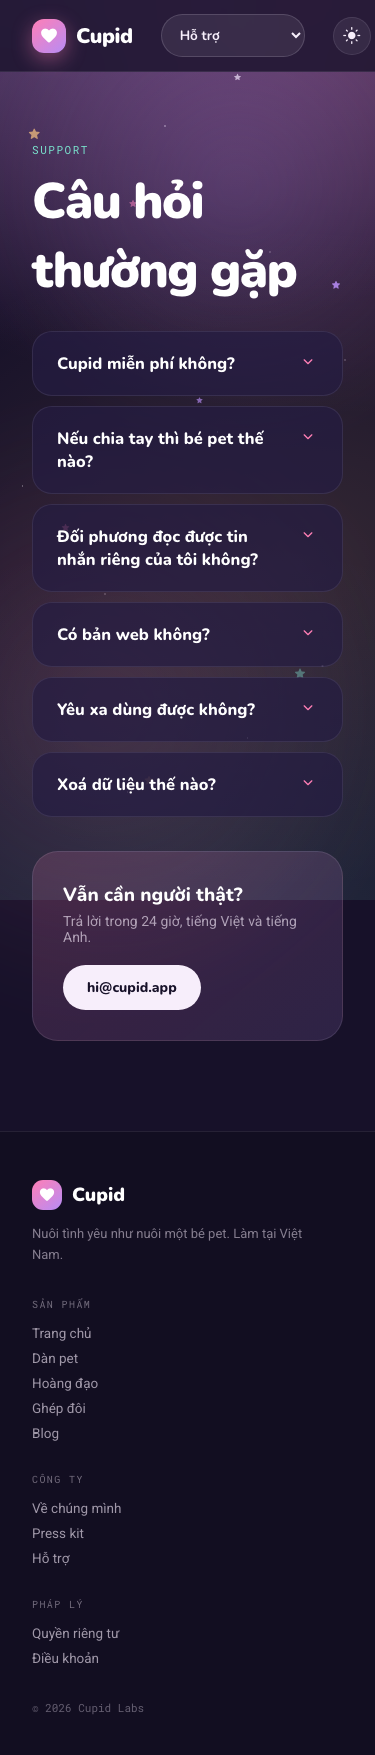 Cupid
Hỗ trợ
SUPPORT
Câu hỏi
thường gặp
Cupid miễn phí không?
Nếu chia tay thì bé pet thế
nào?
Đối phương đọc được tin
nhắn riêng của tôi không?
Có bản web không?
Yêu xa dùng được không?
Xoá dữ liệu thế nào?
Vẫn cần người thật?
Trả lời trong 24 giờ, tiếng Việt và tiếng
Anh.
hi@cupid.app
Cupid
Nuôi tình yêu như nuôi một bé pet. Làm tại Việt
Nam.
SẢN PHẨM
Trang chủ
Dàn pet
Hoàng đạo
Ghép đôi
Blog
CÔNG TY
Về chúng mình
Press kit
Hỗ trợ
PHÁP LÝ
Quyền riêng tư
Điều khoản
© 2026 Cupid Labs